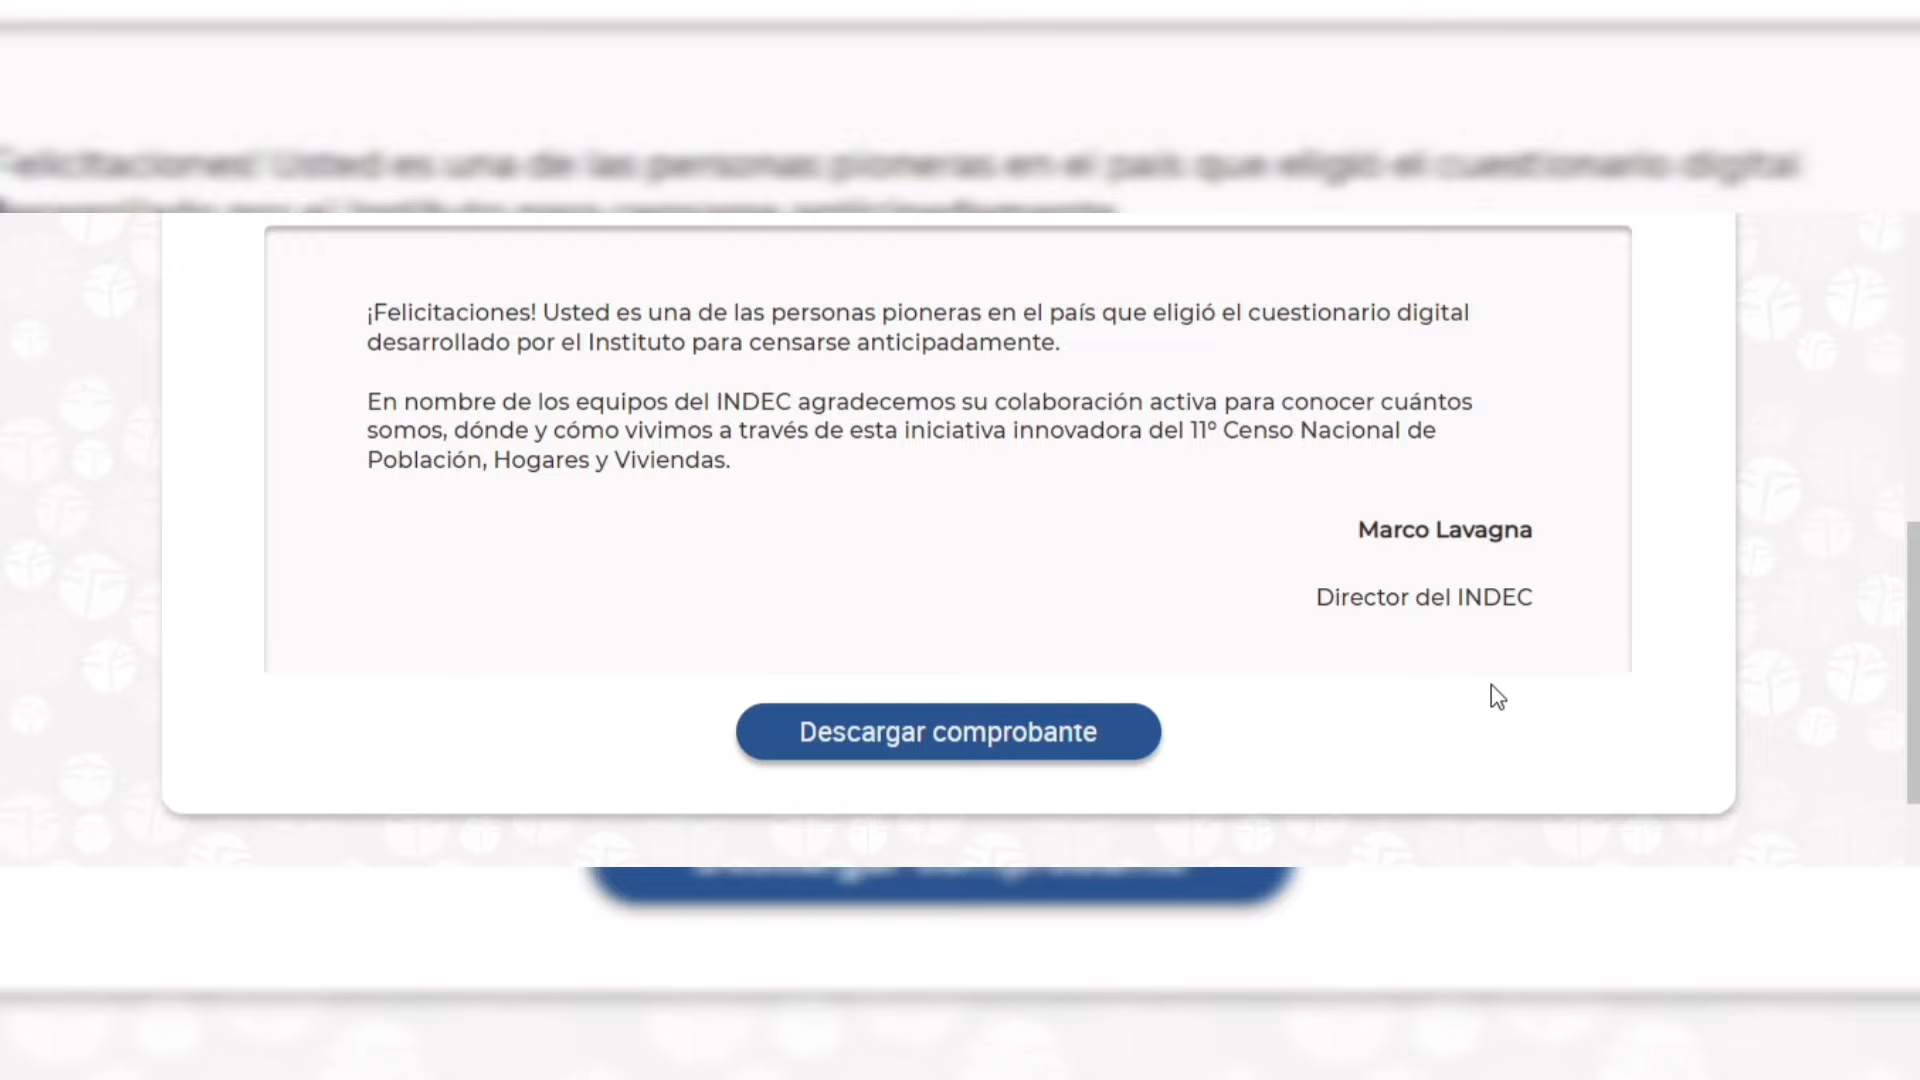 ¡Felicitaciones! Usted es una de las personas pioneras en el país que eligió el cuestionario digital
desarrollado por el Instituto para censarse anticipadamente.
En nombre de los equipos del INDEC agradecemos su colaboración activa para conocer cuántos
somos, dónde y cómo vivimos a través de esta iniciativa innovadora del 11º Censo Nacional de
Población, Hogares y Viviendas.
Marco Lavagna
Director del INDEC
Descargar comprobante